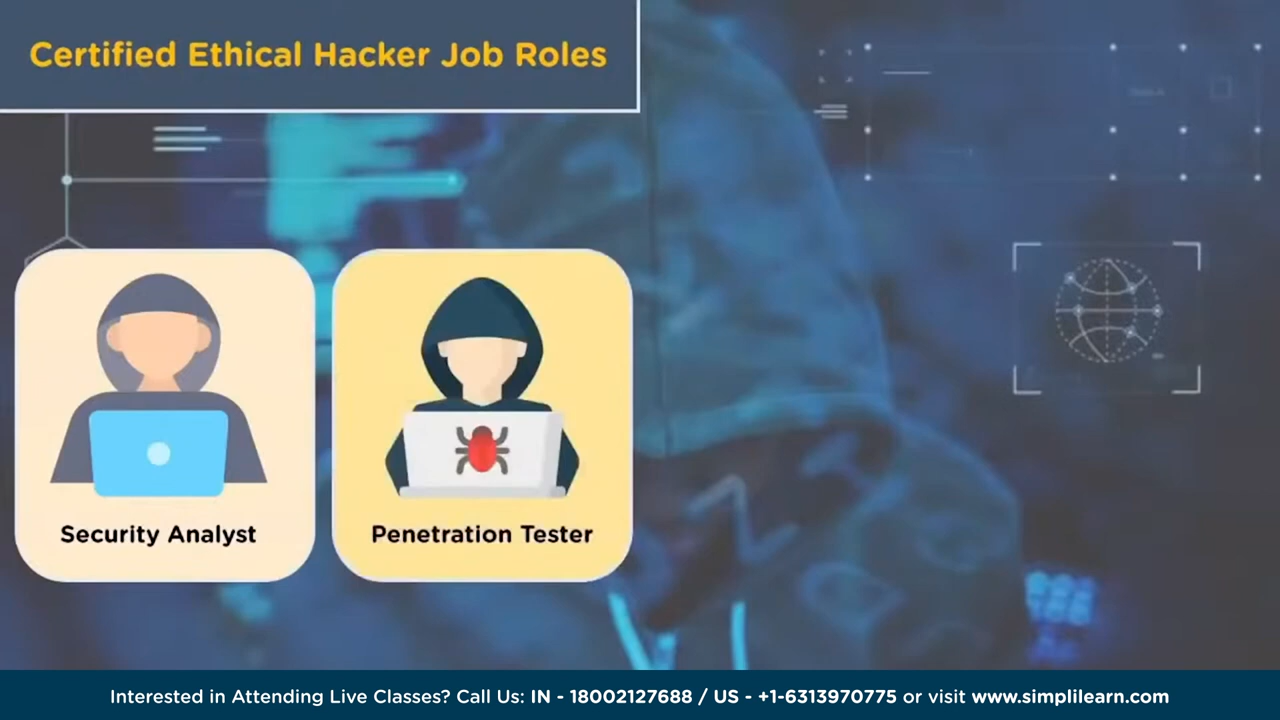 Certified Ethical Hacker Job Roles
Security Analyst
Penetration Tester
Interested in Attending Live Classes? Call Us: IN - 18002127688 / US - +1-6313970775 or visit www.simplilearn.com